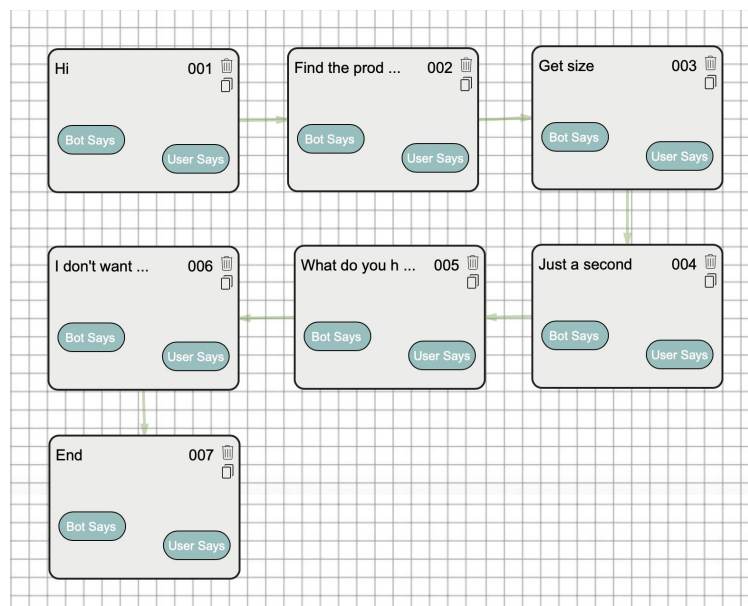 Hi 001
Bot Says
User Says
Find the prod ... 002
Bot Says
User Says
Get size 003
Bot Says
User Says
I don't want ... 006
Bot Says
User Says
What do you h ... 005
Bot Says
User Says
Just a second 004
Bot Says
User Says
End 007
Bot Says
User Says